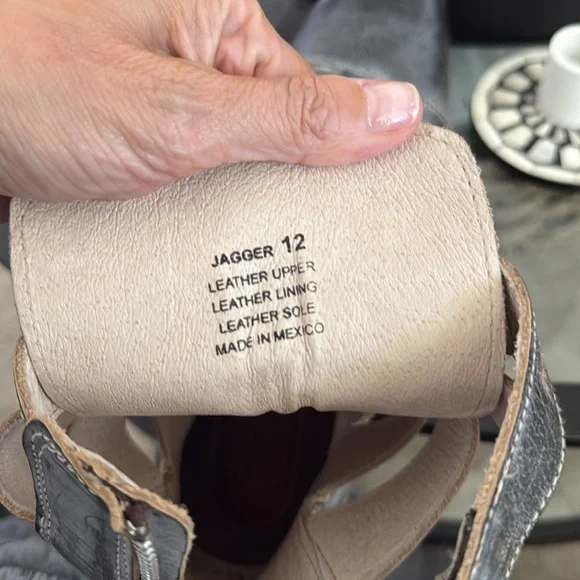 JAGGER 12
LEATHER UPPER
LEATHER LINING
LEATHER SOLE
MADE IN MEXICO